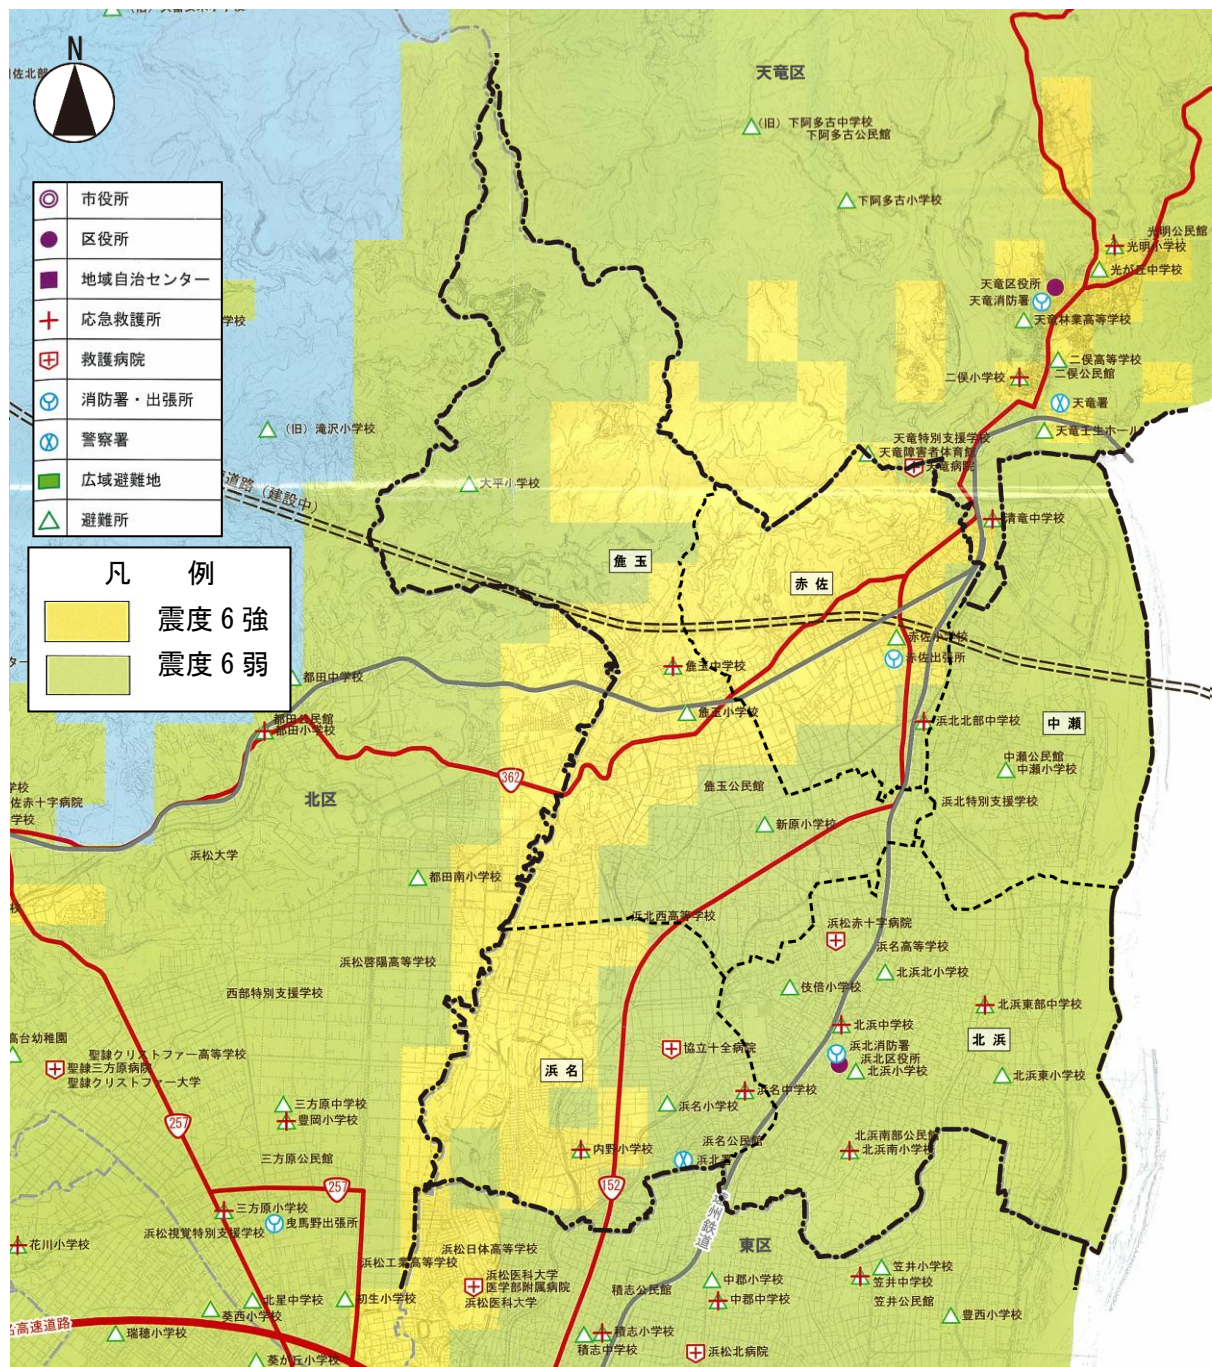 天竜区
N
(旧)下阿多古中学校
下阿多古公民館
市役所
区役所
地域自治センター
応急救護所
救護病院
消防署・出張所
警察署
広域避難地
避難所
下阿多古小学校
光明公民館
光明小学校
光が丘中学校
天竜区役所
天竜消防署
天竜林業高等学校
二俣高等学校
二俣公民館
二俣小学校
天竜署
天竜壬生ホール
(旧)滝沢小学校
天竜特別支援学校
天竜障害者体育館
天竜病院
大平小学校
道路(建設中)
清竜中学校
凡 例
震度6強
震度6弱
麁玉
赤佐
赤佐小学校
赤佐出張所
都田中学校
麁玉中学校
麁玉小学校
都田公民館
都田小学校
浜北北部中学校
中瀬
中瀬公民館
中瀬小学校
362
麁玉公民館
浜北特別支援学校
佐赤十字病院
北区
新原小学校
浜松大学
都田南小学校
浜北西高等学校
浜松赤十字病院
浜名高等学校
浜松啓陽高等学校
北浜北小学校
西部特別支援学校
伎倍小学校
北浜東部中学校
北浜中学校
北浜
高台幼稚園
聖隷クリストファー高等学校
聖隷三方原病院
聖隷クリストファー大学
協立十全病院
浜北消防署
浜北区役所
北浜小学校
北浜東小学校
浜名
三方原中学校
豊岡小学校
257
浜名中学校
浜名小学校
内野小学校
浜名公民館
浜北署
北浜南部公民館
北浜南小学校
三方原公民館
257
152
三方原小学校
浜松視覚特別支援学校
曳馬野出張所
花川小学校
遠州鉄道
東区
浜松日体高等学校
浜松工業高等学校
浜松医科大学
医学部附属病院
浜松医科大学
積志公民館
中郡小学校
中郡中学校
笠井小学校
笠井中学校
笠井公民館
豊西小学校
北星中学校
葵西小学校
初生小学校
名高速道路
瑞穂小学校
葵が丘小学校
積志小学校
積志中学校
浜松北病院